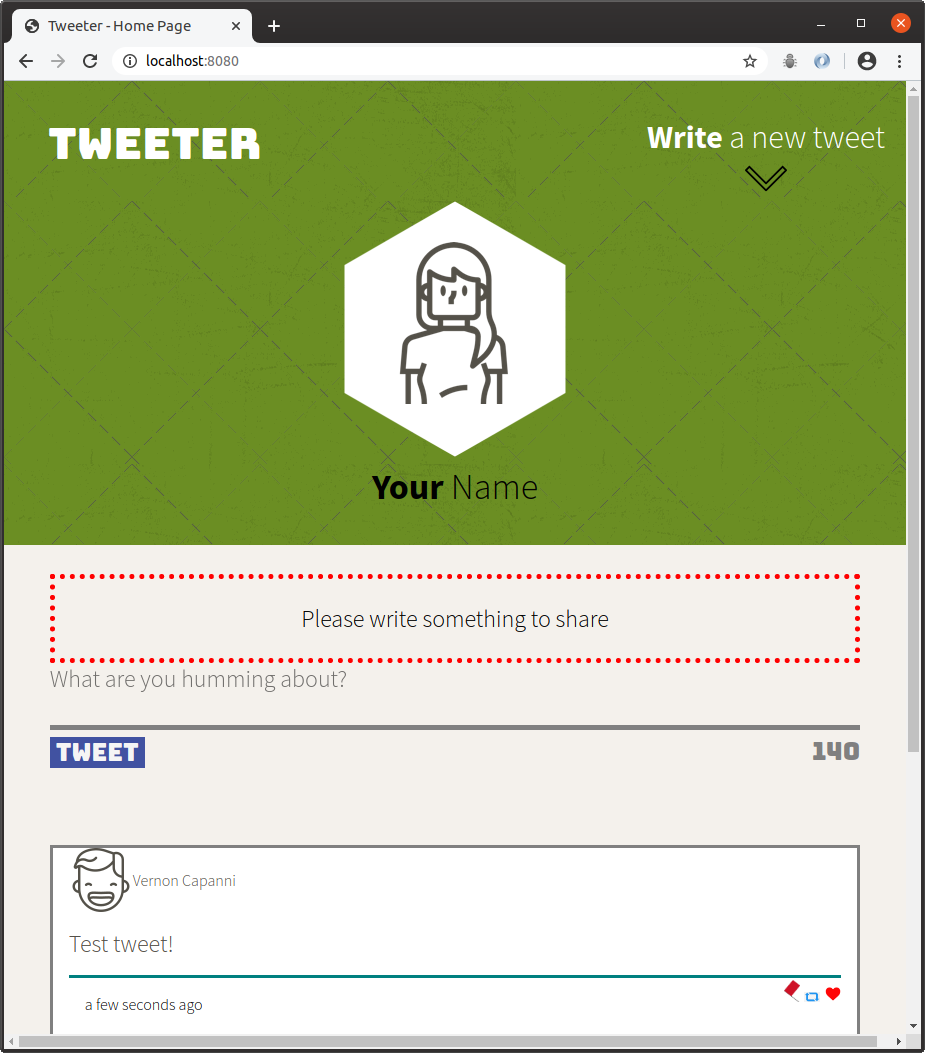 Tweeter - Home Page
localhost:8080
TWEETER
Write a new tweet
Your Name
Please write something to share
What are you humming about?
TWEET
140
Vernon Capanni
Test tweet!
a few seconds ago